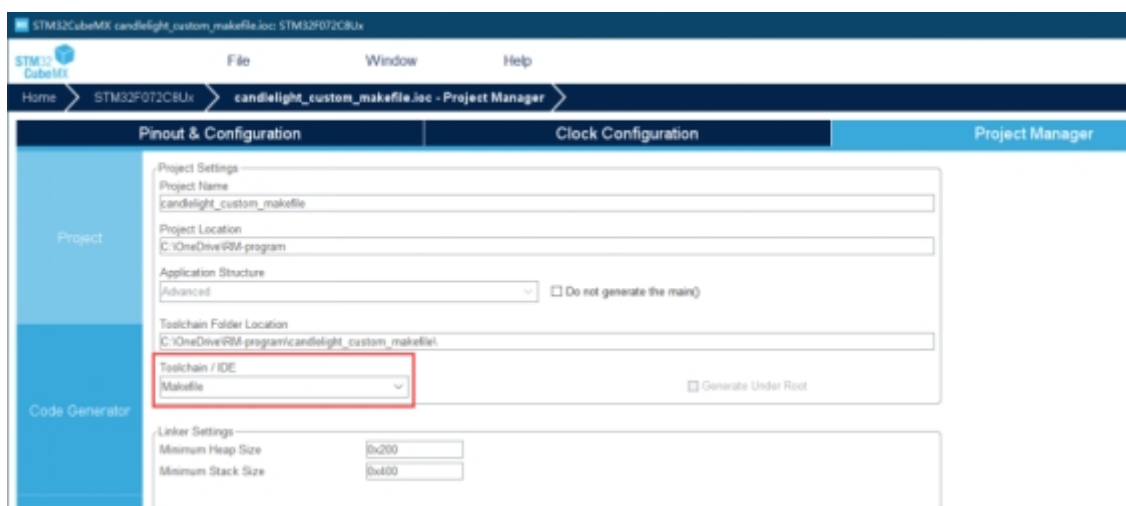 MX STM32CubeMX candlelight_custom_makefile.ioc: STM32F072C8Ux
STM32 CubeMX File Window Help
Home STM32F072C8Ux candlelight_custom_makefile.ioc - Project Manager
Pinout & Configuration Clock Configuration Project Manager
Project
Code Generator
Project Settings
Project Name
candlelight_custom_makefile
Project Location
C:\OneDrive\RM-program
Application Structure
Advanced Do not generate the main()
Toolchain Folder Location
C:\OneDrive\RM-program\candlelight_custom_makefile\
Toolchain / IDE
Makefile Generate Under Root
Linker Settings
Minimum Heap Size 0x200
Minimum Stack Size 0x400